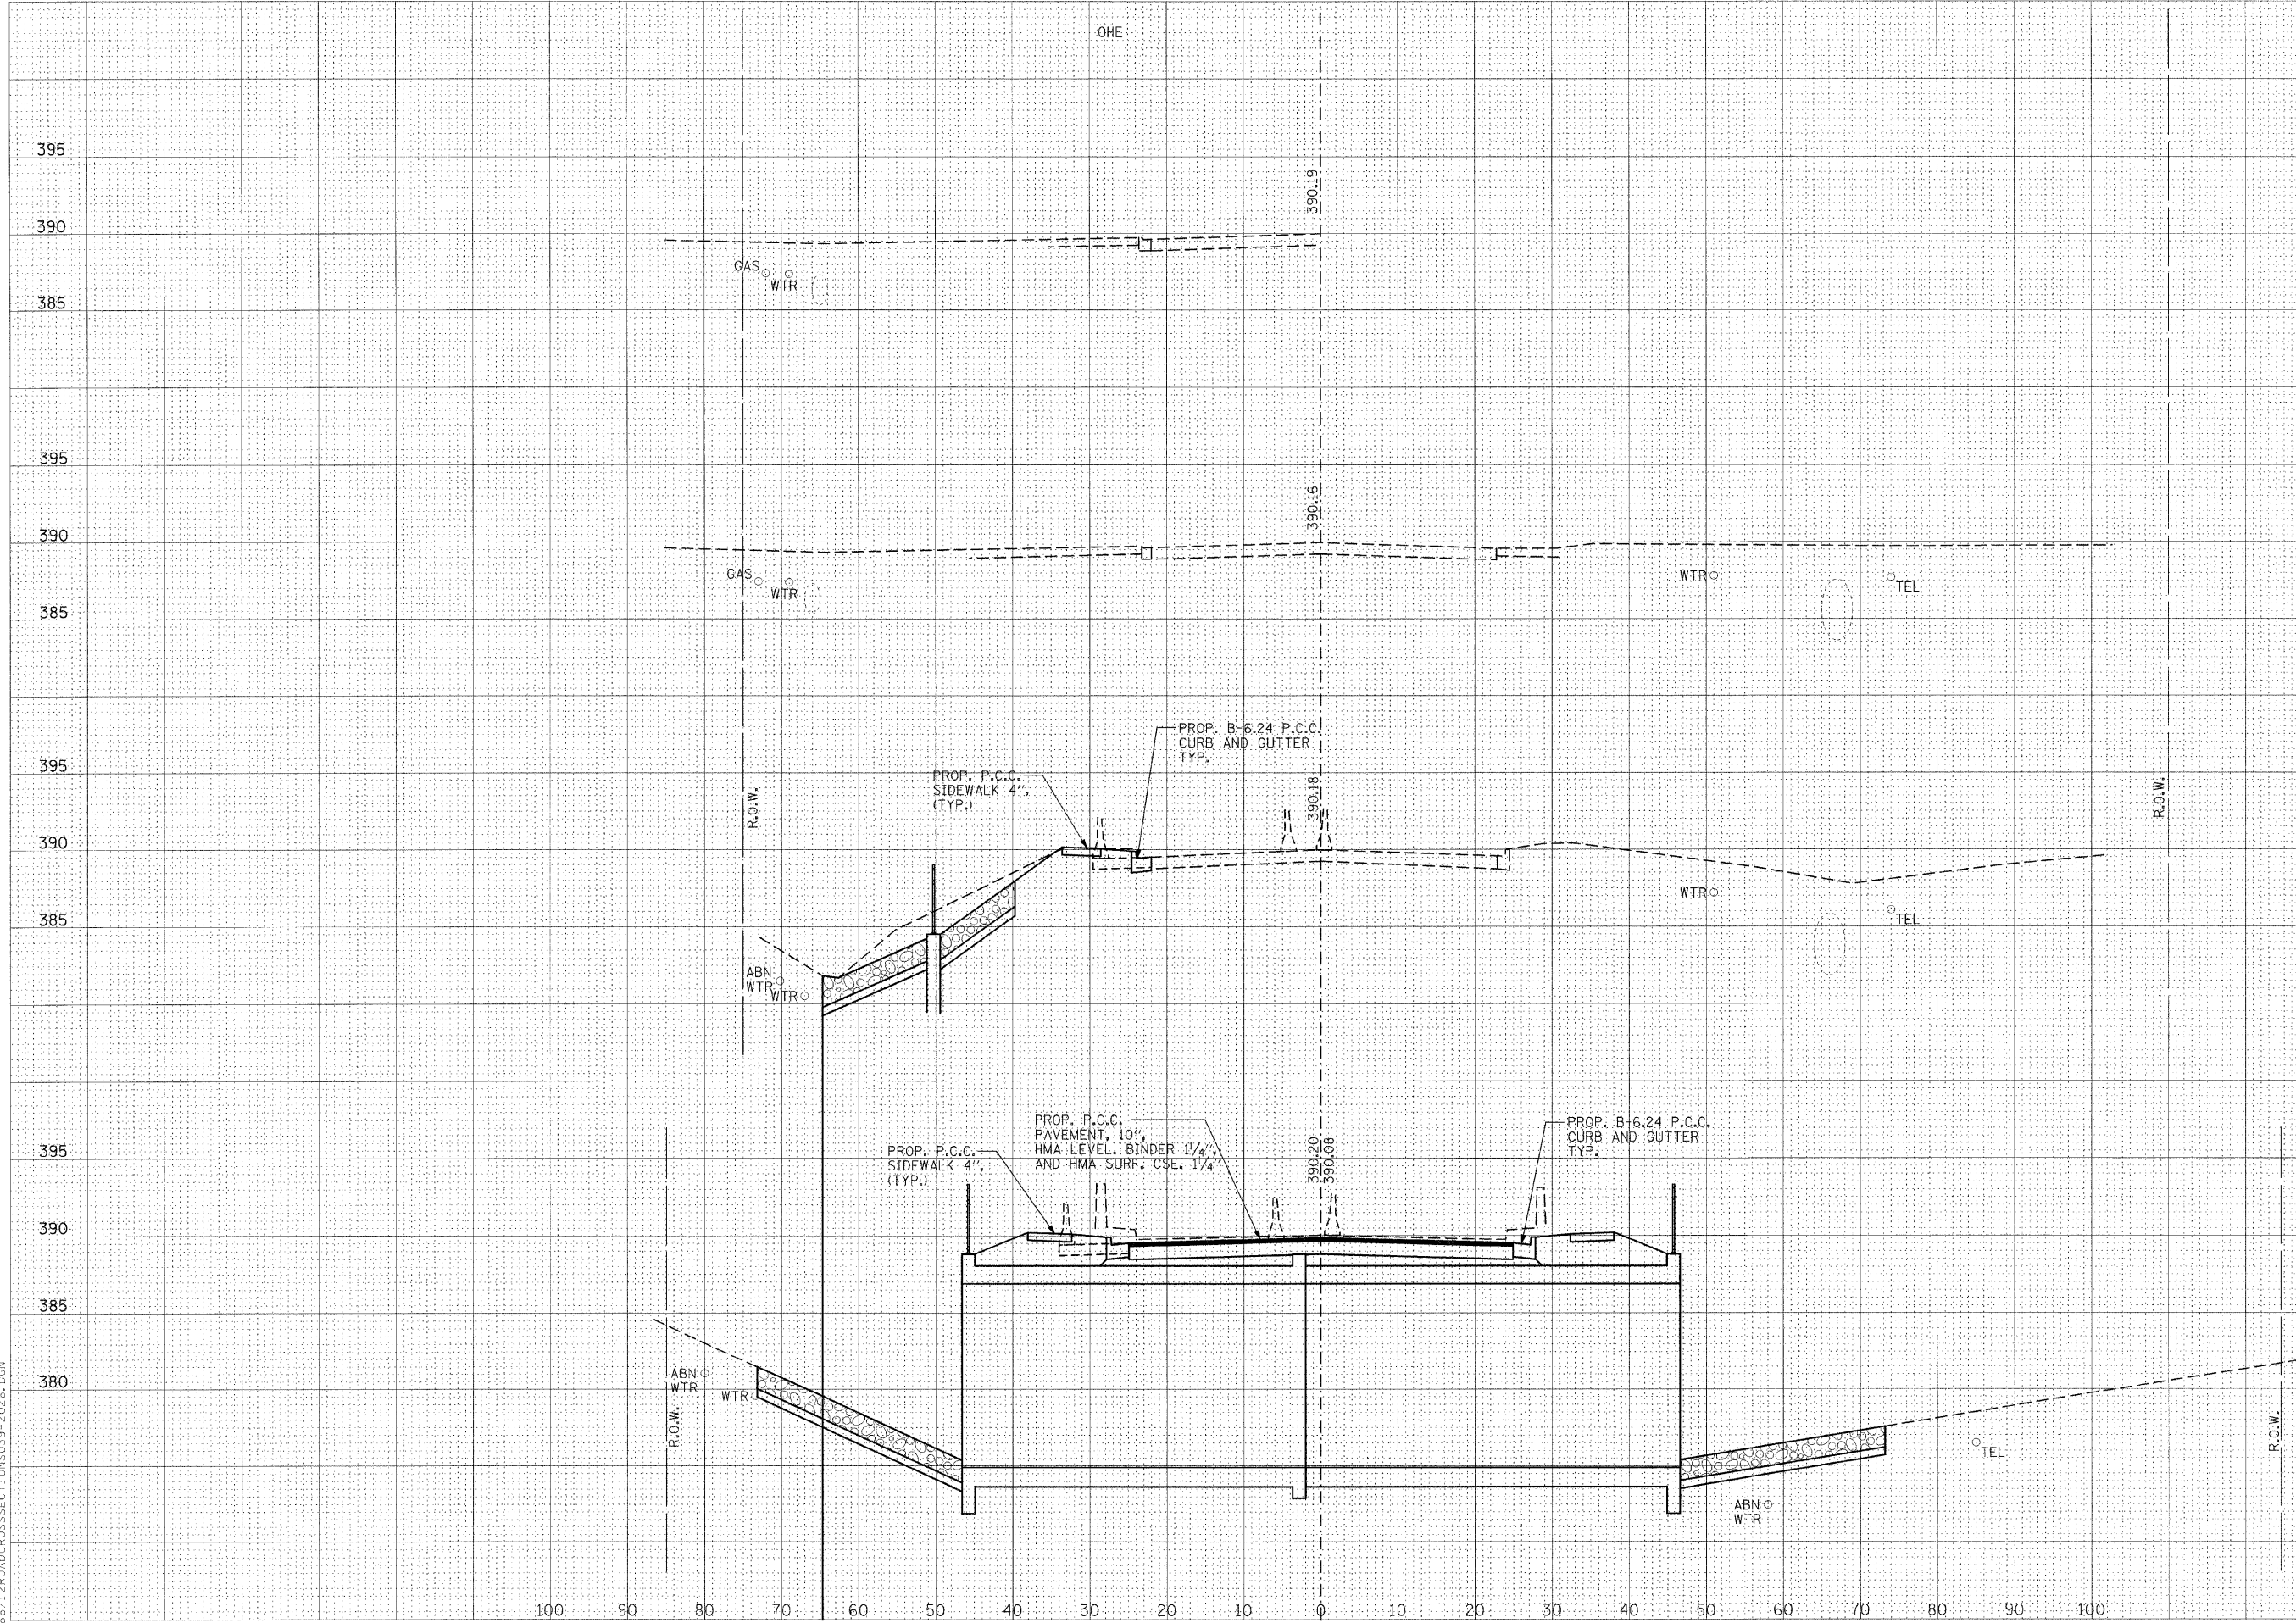 OHE
395
390.19
390
GAS
WTR
385
395
390.16
390
GAS
WTR
WTR
TEL
385
PROP. B-6.24 P.C.C.
CURB AND GUTTER
TYP.
395
PROP. P.C.C.
SIDEWALK 4",
(TYP.)
R.O.W.
390.18
R.O.W.
390
WTR
385
TEL
ABN
WTR
WTR
PROP. P.C.C.
PAVEMENT, 10",
HMA LEVEL. BINDER 1 1/4",
AND HMA SURF. CSE. 1 1/4"
PROP. B-6.24 P.C.C.
CURB AND GUTTER
TYP.
395
PROP. P.C.C.
SIDEWALK 4",
(TYP.)
390.20
390.08
390
385
380
ABN
WTR
WTR
R.O.W.
R.O.W.
TEL
ABN
WTR
100 90 80 70 60 50 40 30 20 10 0 10 20 30 40 50 60 70 80 90 100